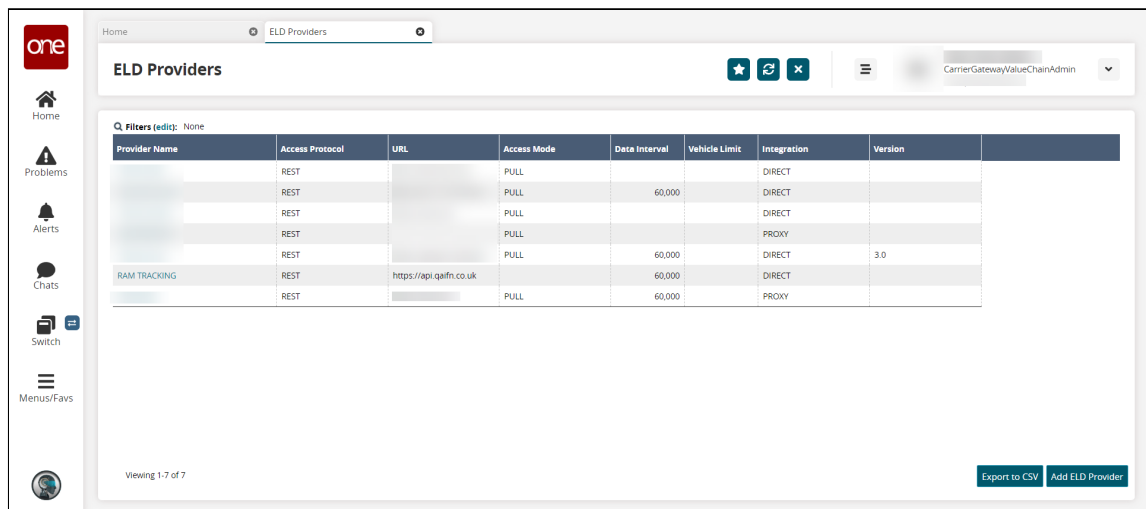 one
Home
Problems
Alerts
Chats
Switch
Menus/Favs
Home ELD Providers
ELD Providers
CarrierGatewayValueChainAdmin
Filters (edit): None
Provider Name Access Protocol URL Access Mode Data Interval Vehicle Limit Integration Version
REST PULL DIRECT
REST PULL 60,000 DIRECT
REST PULL DIRECT
REST PULL PROXY
REST PULL 60,000 DIRECT 3.0
RAM TRACKING REST https://api.qaifn.co.uk 60,000 DIRECT
REST PULL 60,000 PROXY
Viewing 1-7 of 7
Export to CSV Add ELD Provider